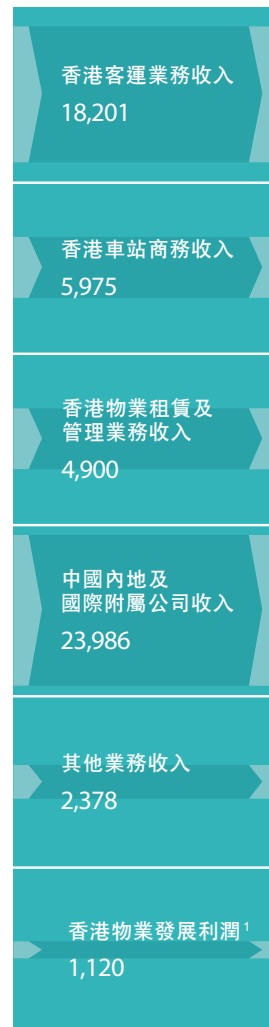 香港客運業務收入
18,201
香港車站商務收入
5,975
香港物業租賃及
管理業務收入
4,900
中國內地及
國際附屬公司收入
23,986
其他業務收入
2,378
香港物業發展利潤1
1,120